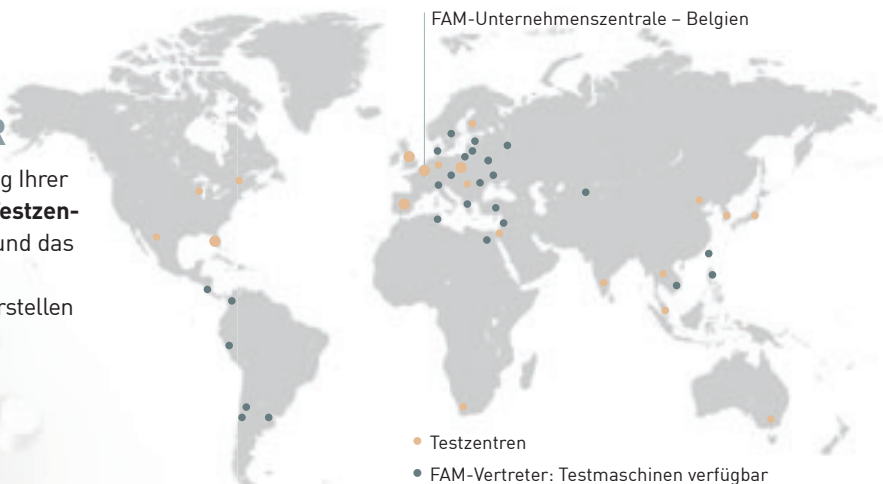 FAM-Unternehmenszentrale – Belgien
R
g Ihrer
estzen-
und das
rstellen
Testzentren
FAM-Vertreter: Testmaschinen verfügbar